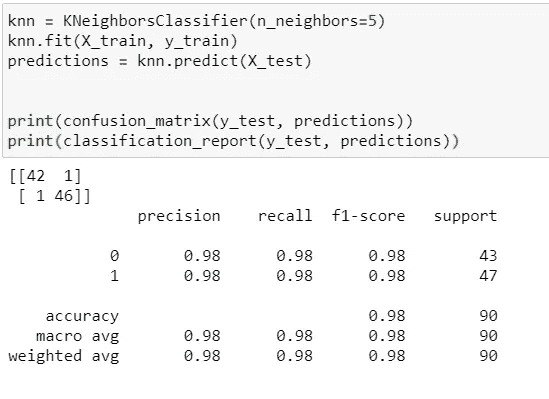 knn = KNeighborsClassifier(n_neighbors=5)
knn.fit(X_train, y_train)
predictions = knn.predict(X_test)
print(confusion_matrix(y_test, predictions))
print(classification_report(y_test, predictions))
[[42  1]
 [ 1 46]]
              precision    recall  f1-score   support
           0       0.98      0.98      0.98        43
           1       0.98      0.98      0.98        47
    accuracy                           0.98        90
   macro avg       0.98      0.98      0.98        90
weighted avg       0.98      0.98      0.98        90